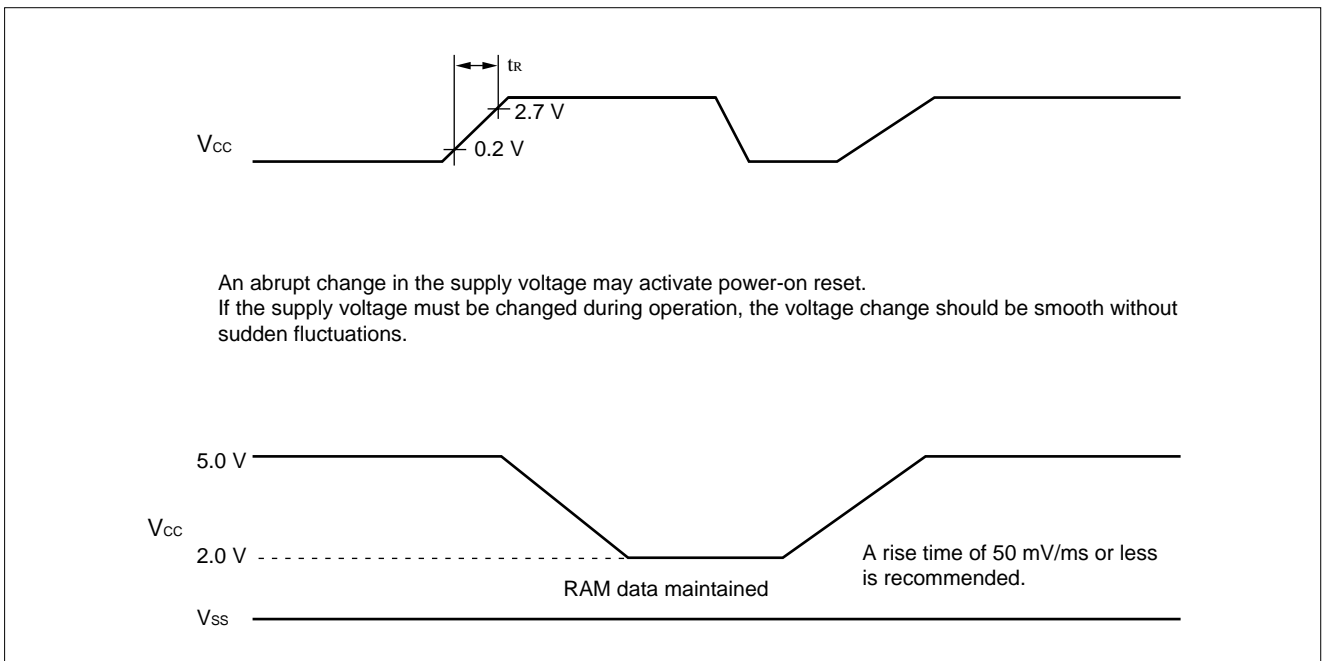 tR
2.7 V
Vcc
0.2 V
An abrupt change in the supply voltage may activate power-on reset.
If the supply voltage must be changed during operation, the voltage change should be smooth without
sudden fluctuations.
5.0 V
Vcc
2.0 V
A rise time of 50 mV/ms or less
is recommended.
RAM data maintained
Vss